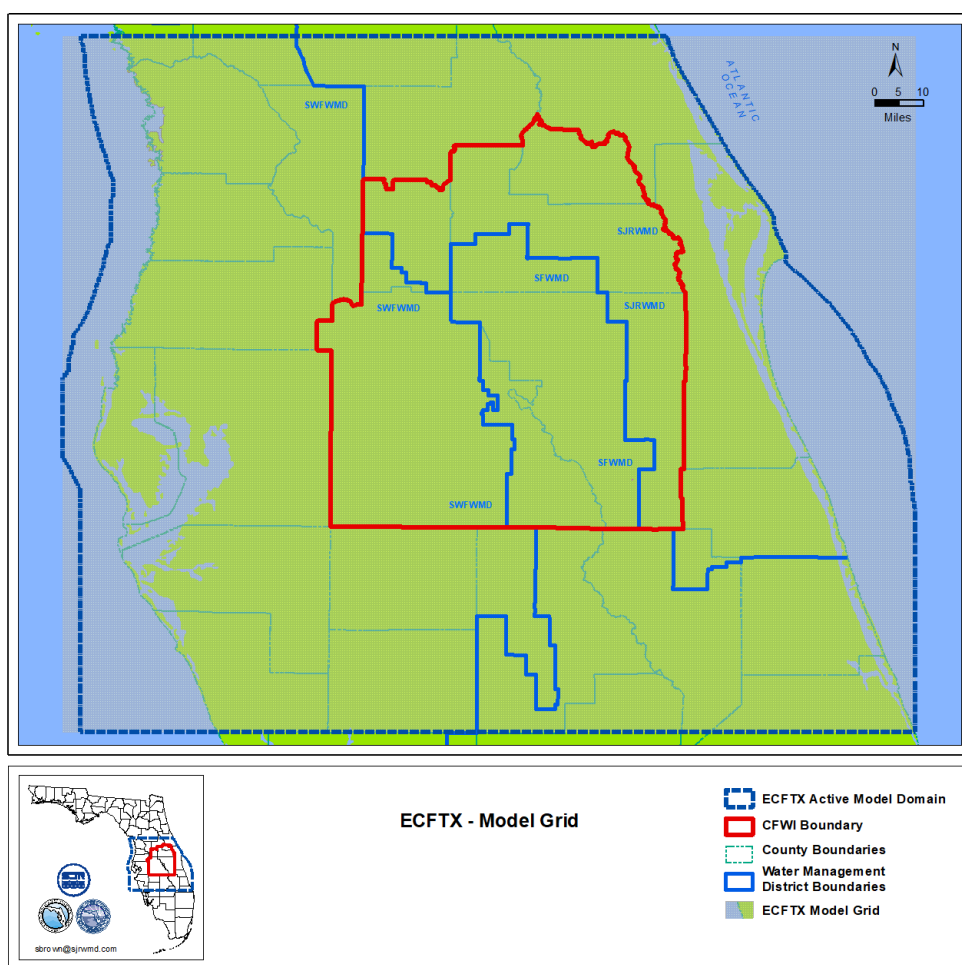 SWFWMD
ATLANTIC
OCEAN
N
0 5 10
Miles
SJRWMD
SFWMD
SWFWMD
SJRWMD
SFWMD
SWFWMD
ECFTX - Model Grid
ECFTX Active Model Domain
CFWI Boundary
County Boundaries
Water Management
District Boundaries
ECFTX Model Grid
sbrown@sjrwmd.com